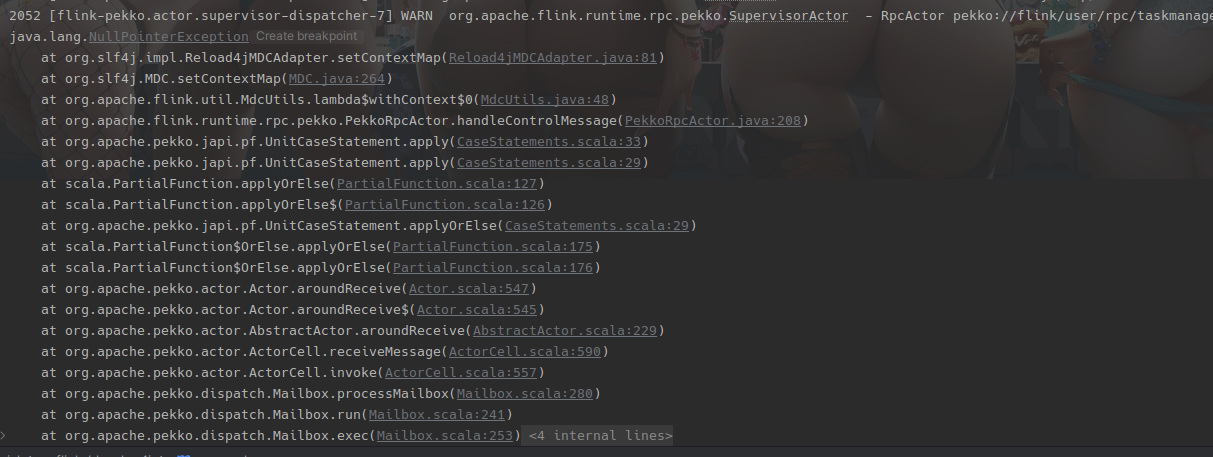 2052 [flink-pekko.actor.supervisor-dispatcher-7] WARN  org.apache.flink.runtime.rpc.pekko.SupervisorActor  - RpcActor pekko://flink/user/rpc/taskmanage
java.lang.NullPointerException Create breakpoint
    at org.slf4j.impl.Reload4jMDCAdapter.setContextMap(Reload4jMDCAdapter.java:81)
    at org.slf4j.MDC.setContextMap(MDC.java:264)
    at org.apache.flink.util.MdcUtils.lambda$withContext$0(MdcUtils.java:48)
    at org.apache.flink.runtime.rpc.pekko.PekkoRpcActor.handleControlMessage(PekkoRpcActor.java:208)
    at org.apache.pekko.japi.pf.UnitCaseStatement.apply(CaseStatements.scala:33)
    at org.apache.pekko.japi.pf.UnitCaseStatement.apply(CaseStatements.scala:29)
    at scala.PartialFunction.applyOrElse(PartialFunction.scala:127)
    at scala.PartialFunction.applyOrElse$(PartialFunction.scala:126)
    at org.apache.pekko.japi.pf.UnitCaseStatement.applyOrElse(CaseStatements.scala:29)
    at scala.PartialFunction$OrElse.applyOrElse(PartialFunction.scala:175)
    at scala.PartialFunction$OrElse.applyOrElse(PartialFunction.scala:176)
    at org.apache.pekko.actor.Actor.aroundReceive(Actor.scala:547)
    at org.apache.pekko.actor.Actor.aroundReceive$(Actor.scala:545)
    at org.apache.pekko.actor.AbstractActor.aroundReceive(AbstractActor.scala:229)
    at org.apache.pekko.actor.ActorCell.receiveMessage(ActorCell.scala:590)
    at org.apache.pekko.actor.ActorCell.invoke(ActorCell.scala:557)
    at org.apache.pekko.dispatch.Mailbox.processMailbox(Mailbox.scala:280)
    at org.apache.pekko.dispatch.Mailbox.run(Mailbox.scala:241)
    at org.apache.pekko.dispatch.Mailbox.exec(Mailbox.scala:253) <4 internal lines>